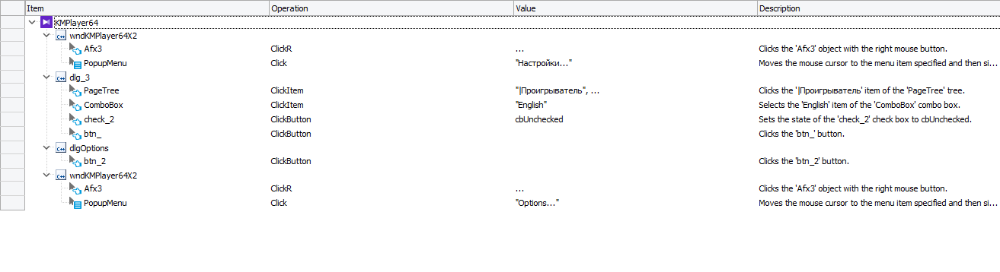 Item Operation Value Description
KMPlayer64
wndKMPlayer64X2
Afx3 ClickR ... Clicks the 'Afx3' object with the right mouse button.
PopupMenu Click "Настройки..." Moves the mouse cursor to the menu item specified and then si...
dlg_3
PageTree ClickItem "|Проигрыватель", ... Clicks the '|Проигрыватель' item of the 'PageTree' tree.
ComboBox ClickItem "English" Selects the 'English' item of the 'ComboBox' combo box.
check_2 ClickButton cbUnchecked Sets the state of the 'check_2' check box to cbUnchecked.
btn_ ClickButton Clicks the 'btn_' button.
dlgOptions
btn_2 ClickButton Clicks the 'btn_2' button.
wndKMPlayer64X2
Afx3 ClickR ... Clicks the 'Afx3' object with the right mouse button.
PopupMenu Click "Options..." Moves the mouse cursor to the menu item specified and then si...